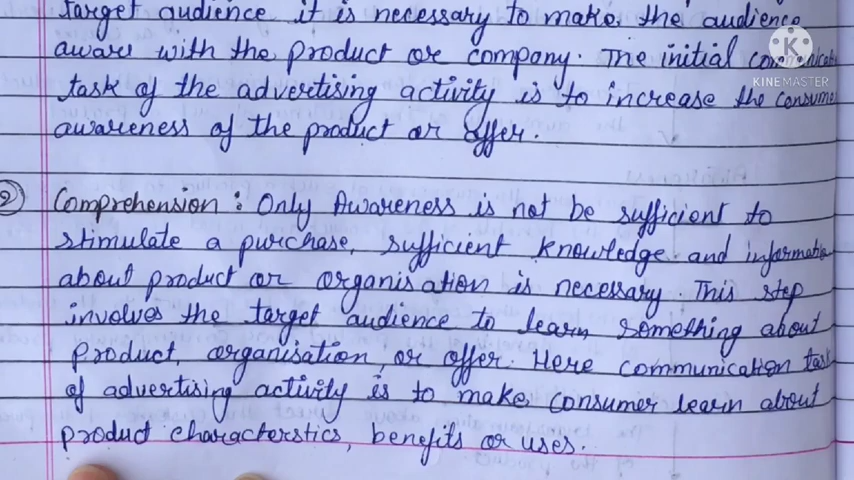 target audience it is necessary to make the audience
aware with the product or company. The initial communicatn
task of the advertising activity is to increase the consumer
awareness of the product or offer.
2 Comprehension : Only Awareness is not be sufficient to
stimulate a purchase, sufficient knowledge and informatio
about product or organisation is necessary. This step
involves the target audience to learn something about
product, organisation, or offer. Here communication task
of advertising activity is to make consumer learn about
product characterstics, benefits or uses.
KINEMASTER